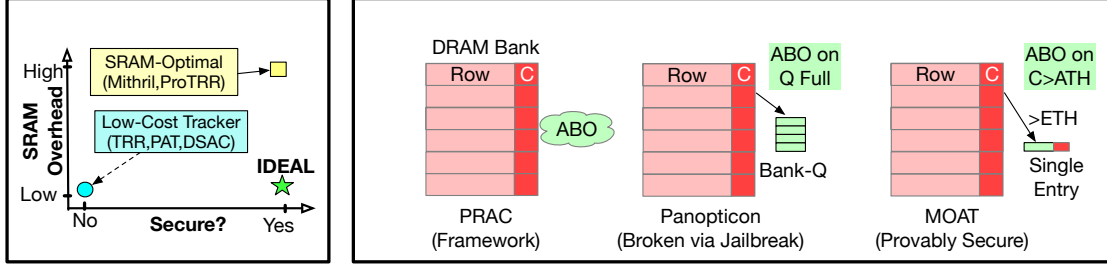 High
SRAM
Overhead
Low
SRAM-Optimal
(Mithril,ProTRR)
Low-Cost Tracker
(TRR,PAT,DSAC)
IDEAL
No
Secure?
Yes
DRAM Bank
Row
C
ABO
PRAC
(Framework)
Row
C
ABO on
Q Full
Bank-Q
Panopticon
(Broken via Jailbreak)
Row
C
ABO on
C>ATH
>ETH
Single
Entry
MOAT
(Provably Secure)